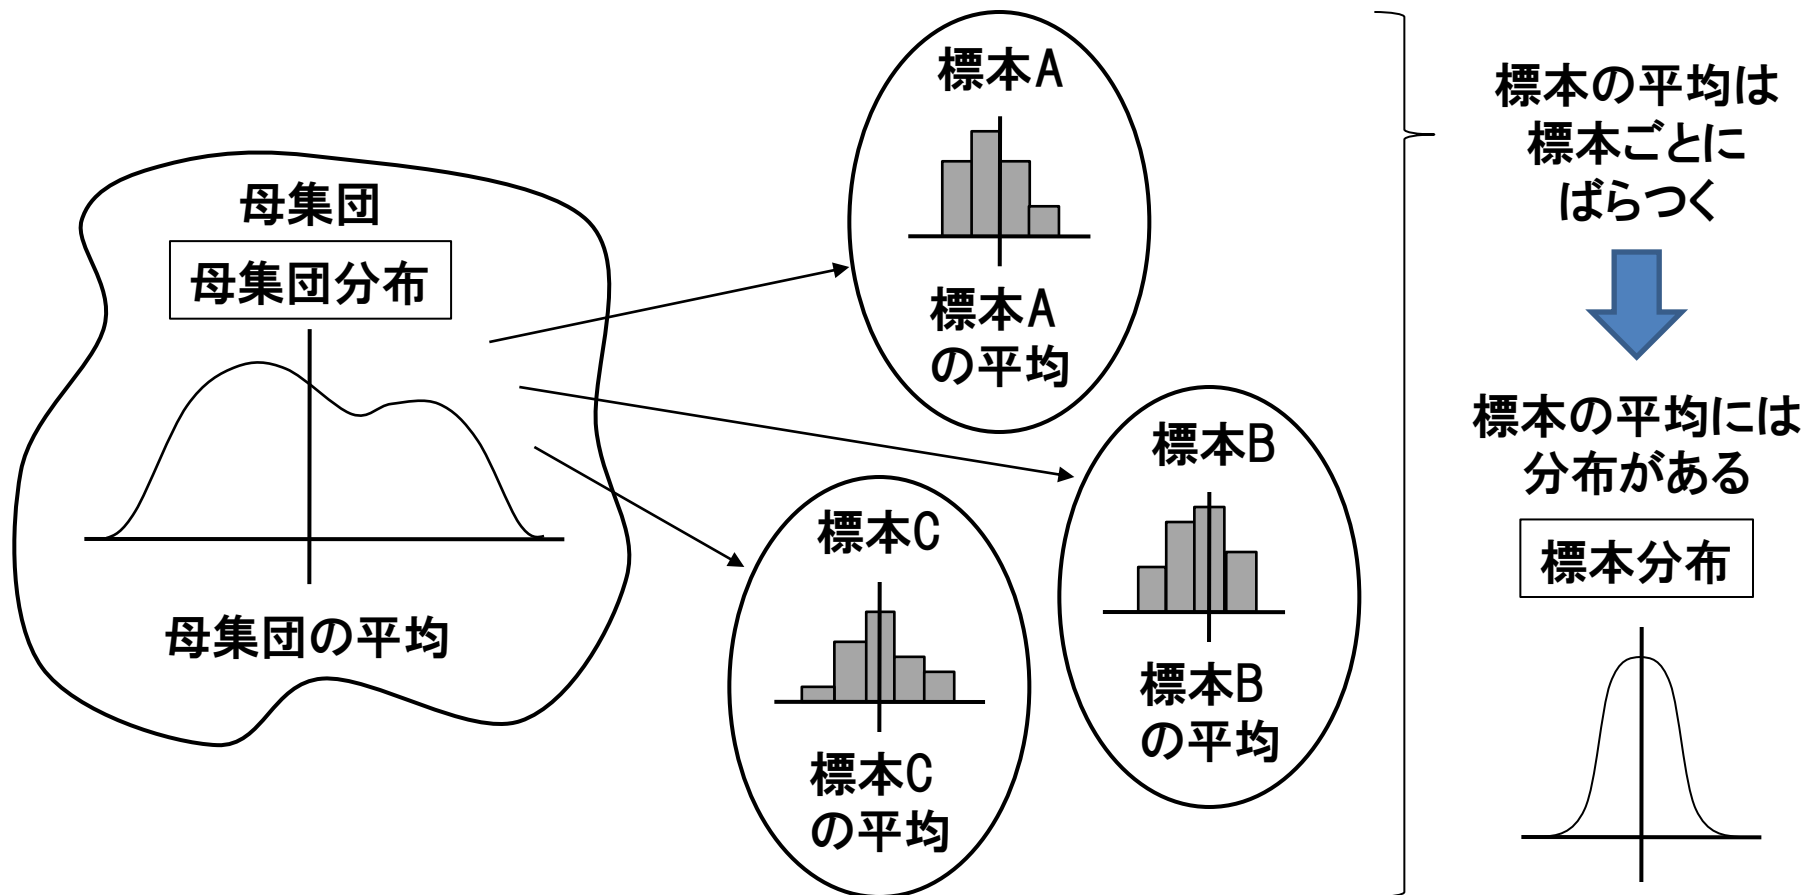 母集団
母集団分布
母集団の平均
標本A
標本A
の平均
標本B
標本B
の平均
標本C
標本C
の平均
標本の平均は
標本ごとに
ばらつく
標本の平均には
分布がある
標本分布